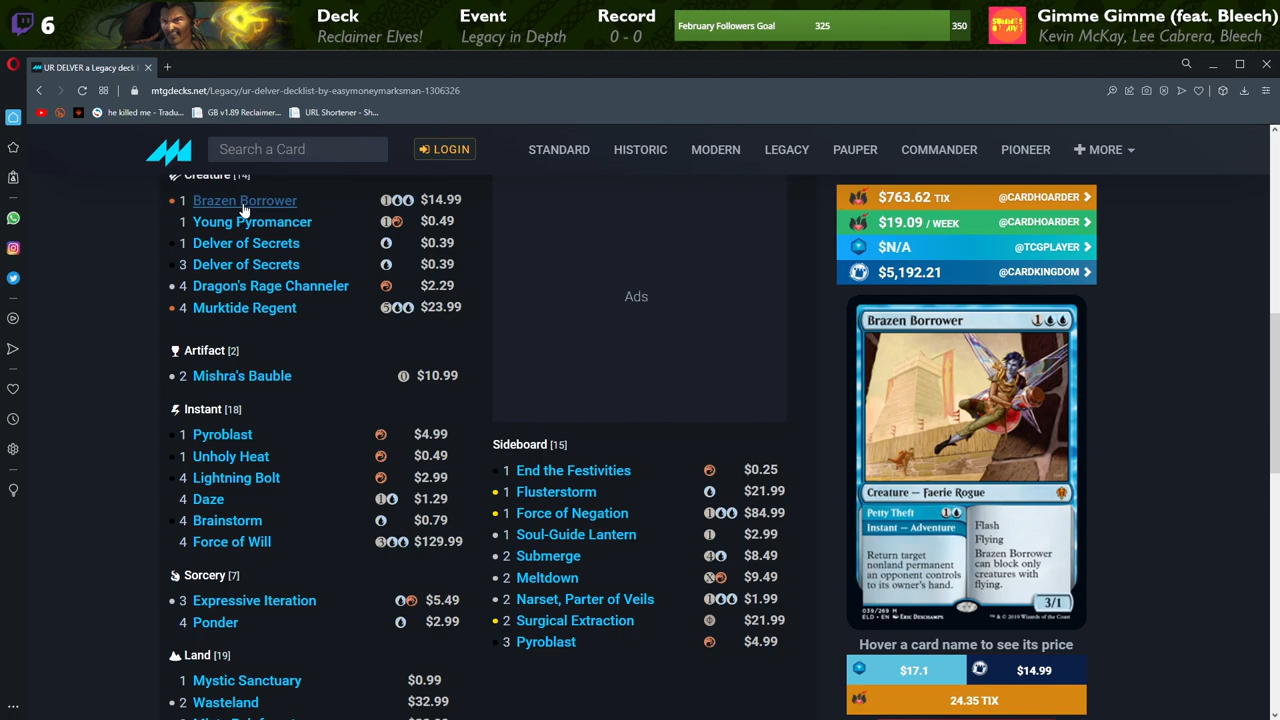 6
Deck
Reclaimer Elves!
Event
Legacy in Depth
Record
0 - 0
February Followers Goal 325 350
Gimme Gimme (feat. Bleech)
Kevin McKay, Lee Cabrera, Bleech
UR DELVER a Legacy deck
mtgdecks.net/Legacy/ur-delver-decklist-by-easymoneymarksman-1306326
he killed me - Tradu...
GB v1.89 Reclaimer...
URL Shortener - Sh...
Search a Card
LOGIN
STANDARD HISTORIC MODERN LEGACY PAUPER COMMANDER PIONEER MORE
Creature [14]
1 Brazen Borrower $14.99
1 Young Pyromancer $0.49
1 Delver of Secrets $0.39
3 Delver of Secrets $0.39
4 Dragon's Rage Channeler $2.29
4 Murktide Regent $23.99
Artifact [2]
2 Mishra's Bauble $10.99
Instant [18]
1 Pyroblast $4.99
1 Unholy Heat $0.49
4 Lightning Bolt $2.99
4 Daze $1.29
4 Brainstorm $0.79
4 Force of Will $129.99
Sorcery [7]
3 Expressive Iteration $5.49
4 Ponder $2.99
Land [19]
1 Mystic Sanctuary $0.99
2 Wasteland $32.99
Ads
Sideboard [15]
1 End the Festivities $0.25
1 Flusterstorm $21.99
1 Force of Negation $84.99
1 Soul-Guide Lantern $2.99
2 Submerge $8.49
2 Meltdown $9.49
2 Narset, Parter of Veils $1.99
2 Surgical Extraction $21.99
3 Pyroblast $4.99
$763.62 TIX @CARDHOARDER
$19.09 / WEEK @CARDHOARDER
$N/A @TCGPLAYER
$5,192.21 @CARDKINGDOM
Brazen Borrower
Creature — Faerie Rogue
Petty Theft
Instant — Adventure
Return target
nonland permanent
an opponent controls
to its owner's hand.
Flash
Flying
Brazen Borrower
can block only
creatures with
flying.
3/1
039/269 M
ELD • EN ERIC DESCHAMPS
™ & © 2019 Wizards of the Coast
Hover a card name to see its price
$17.1
$14.99
24.35 TIX